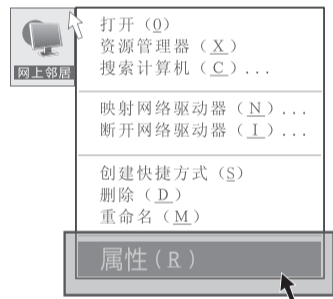 网上邻居
打开（0）
资源管理器（X）
搜索计算机（C）...
映射网络驱动器（N）...
断开网络驱动器（I）...
创建快捷方式（S）
删除（D）
重命名（M）
属性（R）